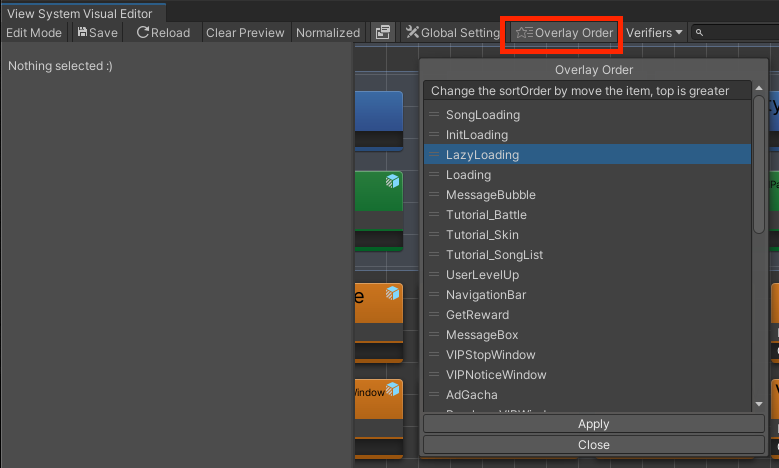 View System Visual Editor
Edit Mode Save Reload Clear Preview Normalized Global Setting Overlay Order Verifiers
Nothing selected :)
Overlay Order
Change the sortOrder by move the item, top is greater
SongLoading
InitLoading
LazyLoading
Loading
MessageBubble
Tutorial_Battle
Tutorial_Skin
Tutorial_SongList
UserLevelUp
NavigationBar
GetReward
MessageBox
VIPStopWindow
VIPNoticeWindow
AdGacha
Apply
Close
Window